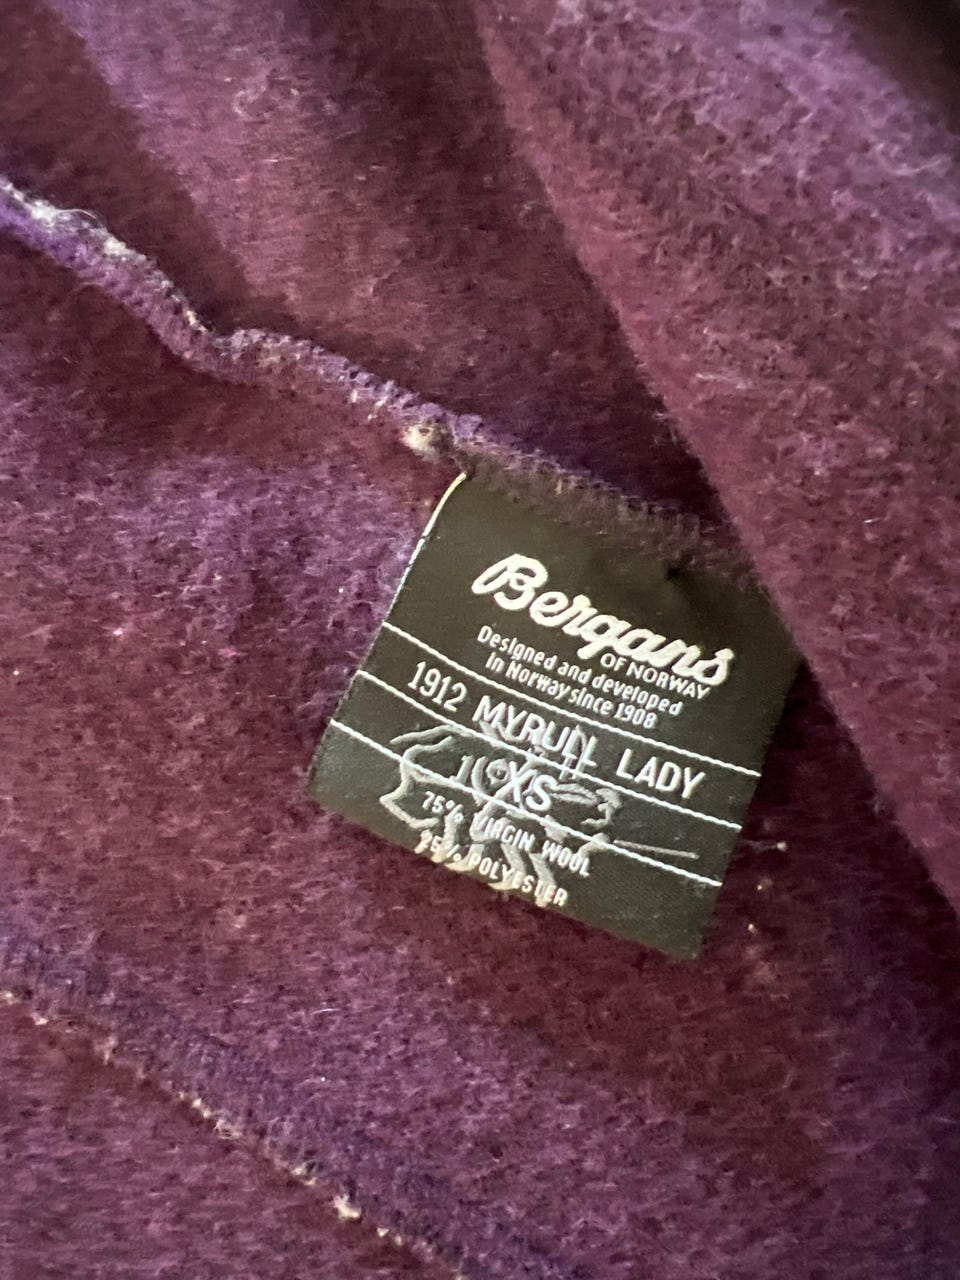 Bergans
OF NORWAY
Designed and developed
in Norway since 1908
1912 MYRULL LADY
XS
75% VIRGIN WOOL
25% POLYESTER